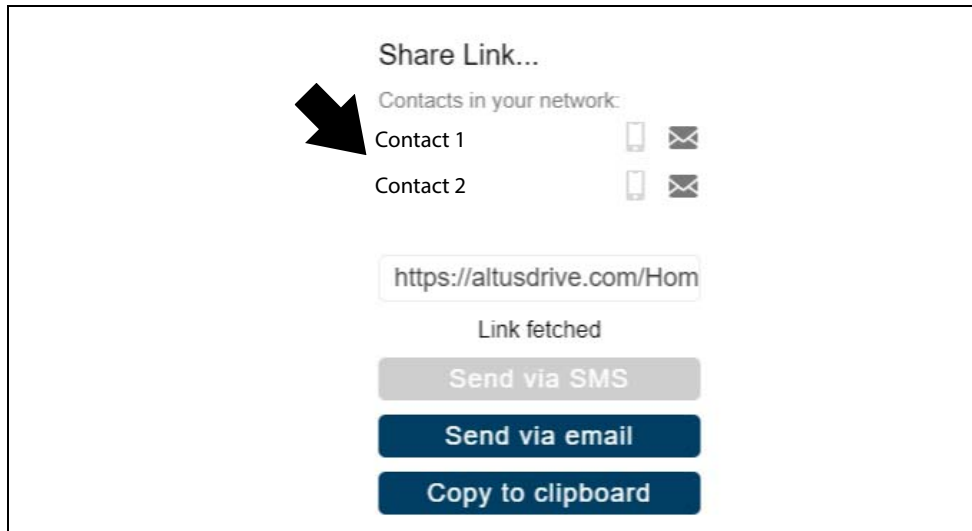 Share Link...
Contacts in your network:
Contact 1
Contact 2
https://altusdrive.com/Hom
Link fetched
Send via SMS
Send via email
Copy to clipboard